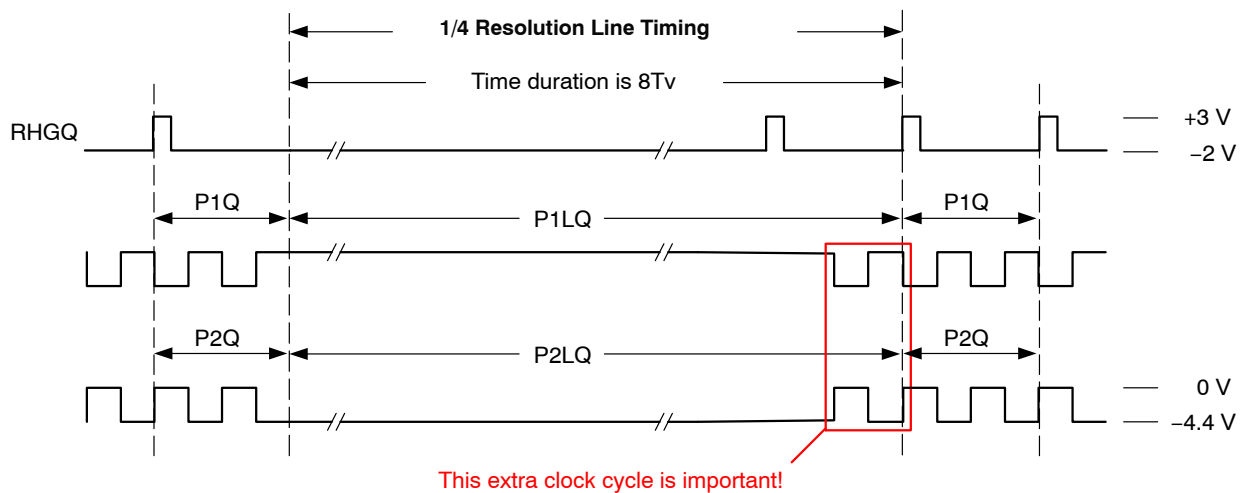 1/4 Resolution Line Timing
Time duration is 8Tv
RHGQ
+3 V
−2 V
P1Q
P1LQ
P1Q
P2Q
P2LQ
P2Q
0 V
−4.4 V
This extra clock cycle is important!